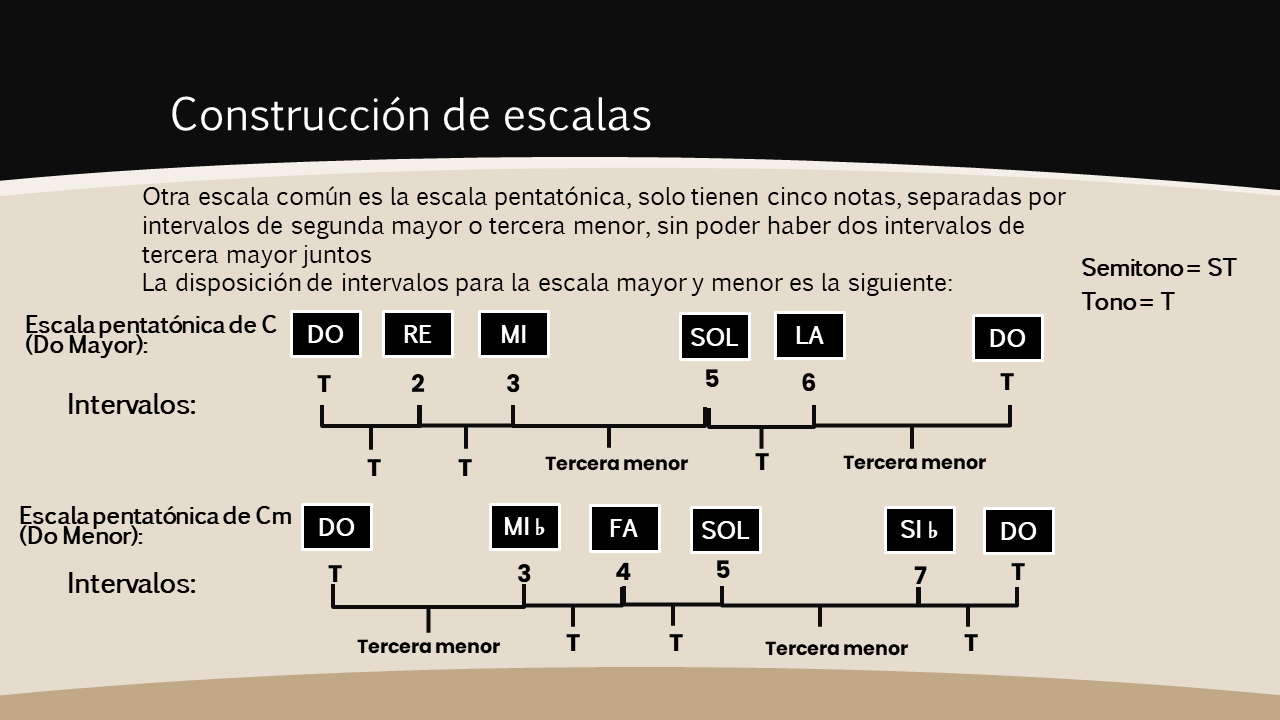 Construcción de escalas
Otra escala común es la escala pentatónica, solo tienen cinco notas, separadas por
intervalos de segunda mayor o tercera menor, sin poder haber dos intervalos de
tercera mayor juntos
La disposición de intervalos para la escala mayor y menor es la siguiente:
Semitono = ST
Tono = T
Escala pentatónica de C
(Do Mayor):
DO RE MI SOL LA DO
T 2 3 5 6 T
Intervalos:
T T Tercera menor T Tercera menor
Escala pentatónica de Cm
(Do Menor):
DO MI♭ FA SOL SI♭ DO
T 3 4 5 7 T
Intervalos:
Tercera menor T T Tercera menor T